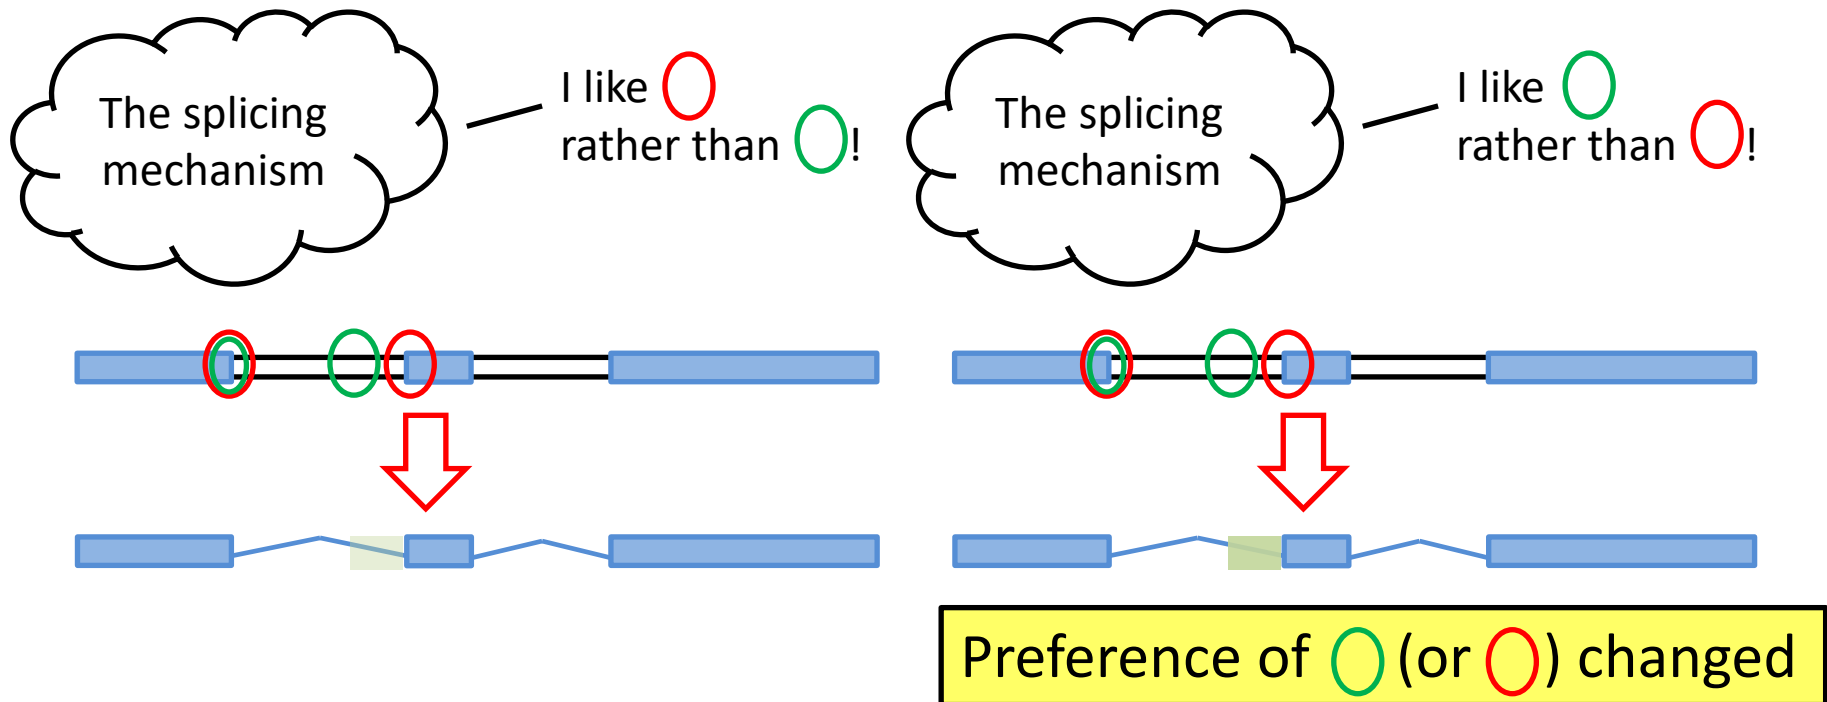 The splicing
mechanism
I like
rather than !
The splicing
mechanism
I like
rather than !
Preference of (or ) changed